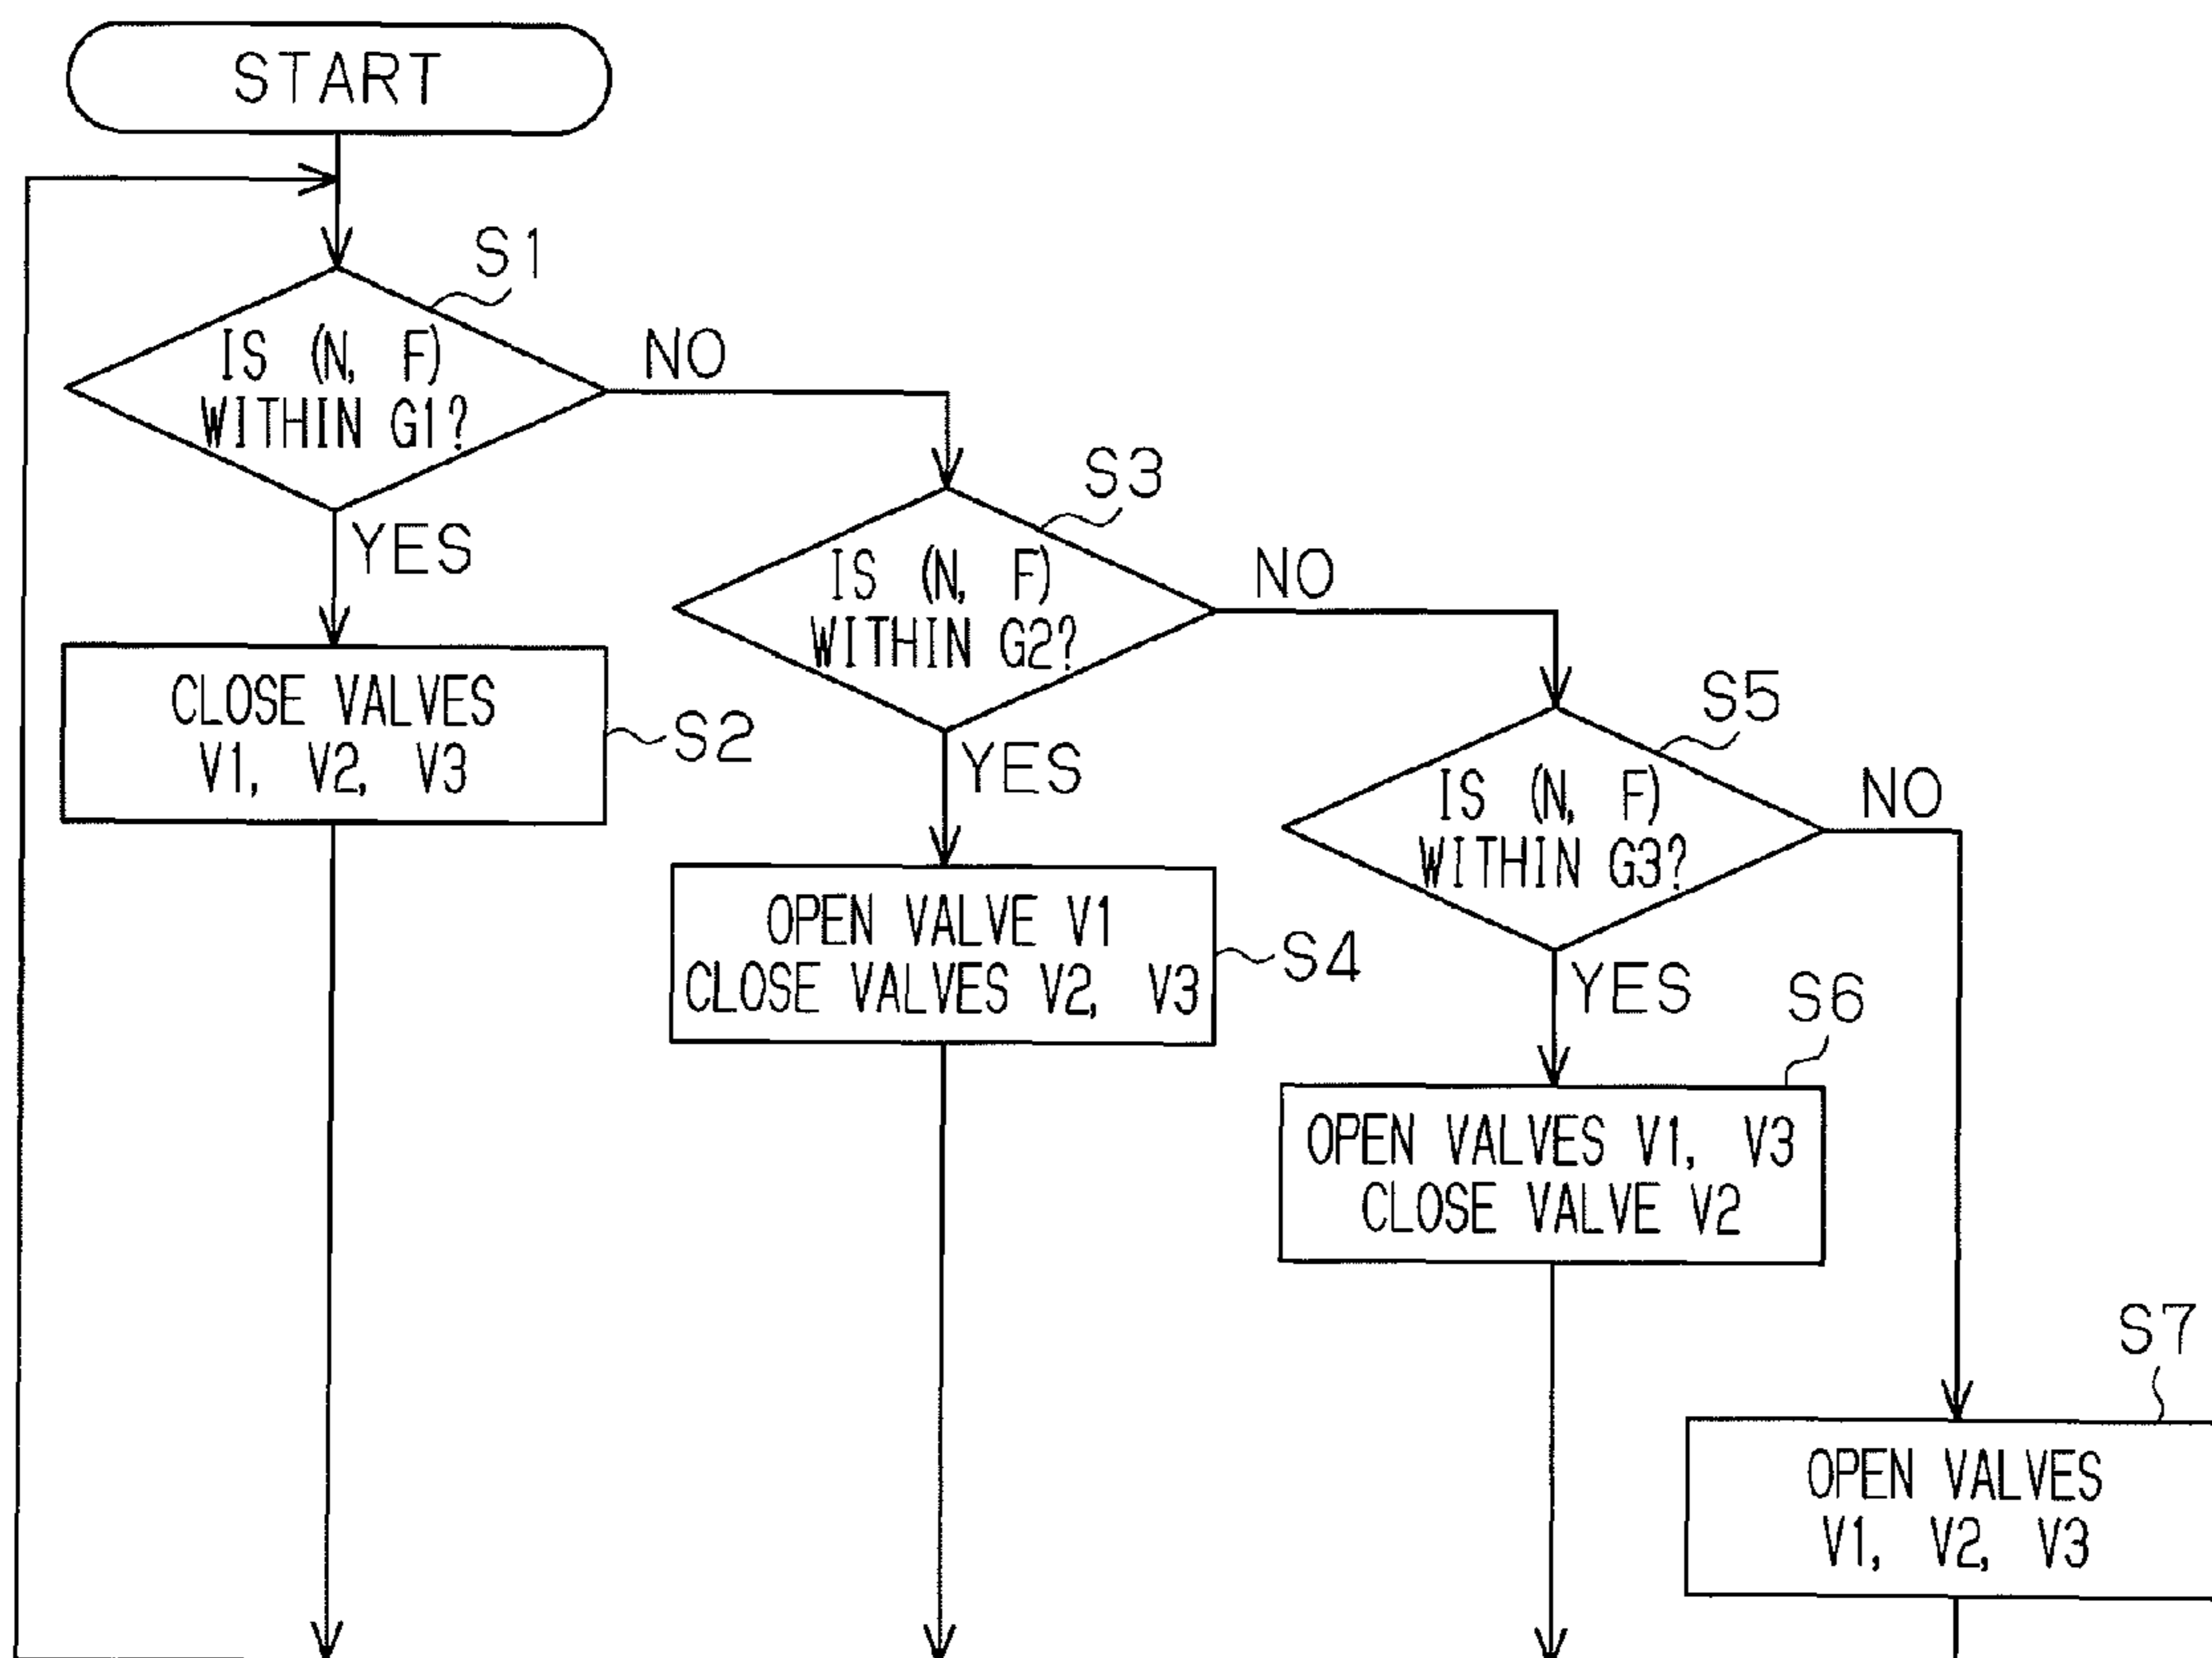 START
S1
IS (N, F)
WITHIN G1?
NO
YES
S3
IS (N, F)
WITHIN G2?
NO
CLOSE VALVES
V1, V2, V3
S2
YES
S5
IS (N, F)
WITHIN G3?
NO
OPEN VALVE V1
CLOSE VALVES V2, V3
S4
YES
S6
OPEN VALVES V1, V3
CLOSE VALVE V2
S7
OPEN VALVES
V1, V2, V3